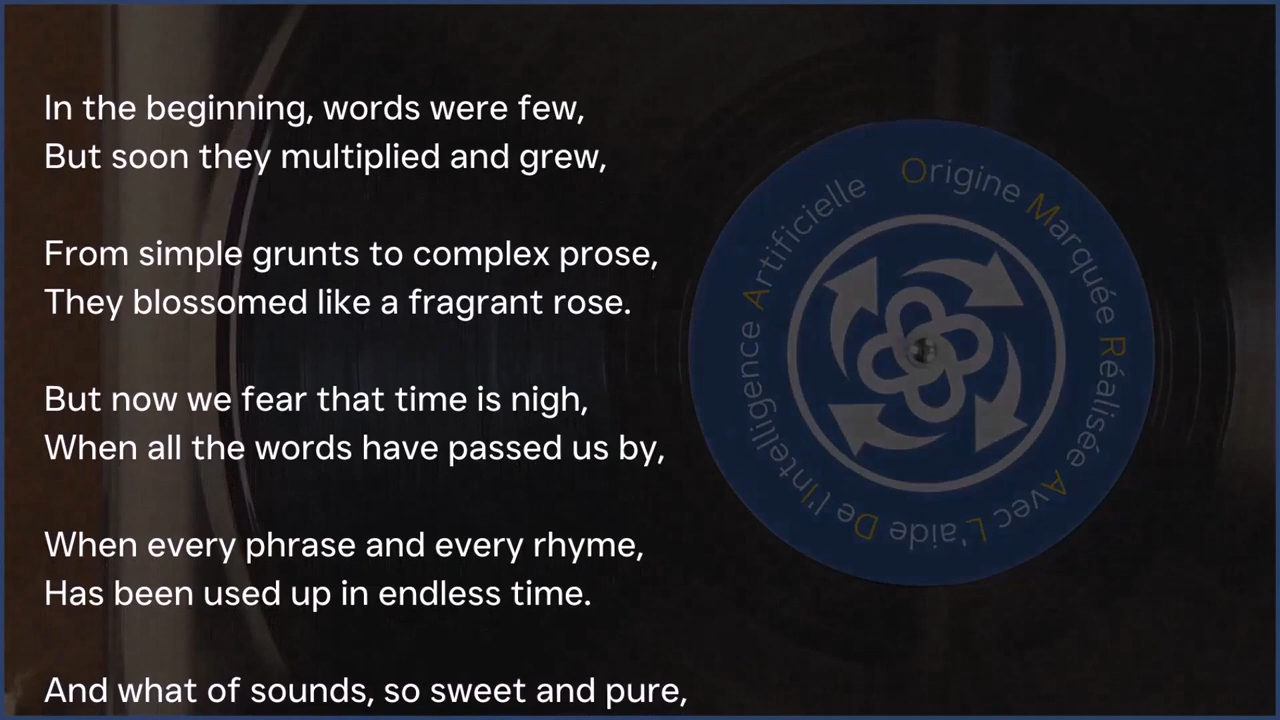 In the beginning, words were few,
But soon they multiplied and grew,
From simple grunts to complex prose,
They blossomed like a fragrant rose.
But now we fear that time is nigh,
When all the words have passed us by,
When every phrase and every rhyme,
Has been used up in endless time.
And what of sounds, so sweet and pure,
Origine Marquée Réalisée Avec L'aide De l'Intelligence Artificielle